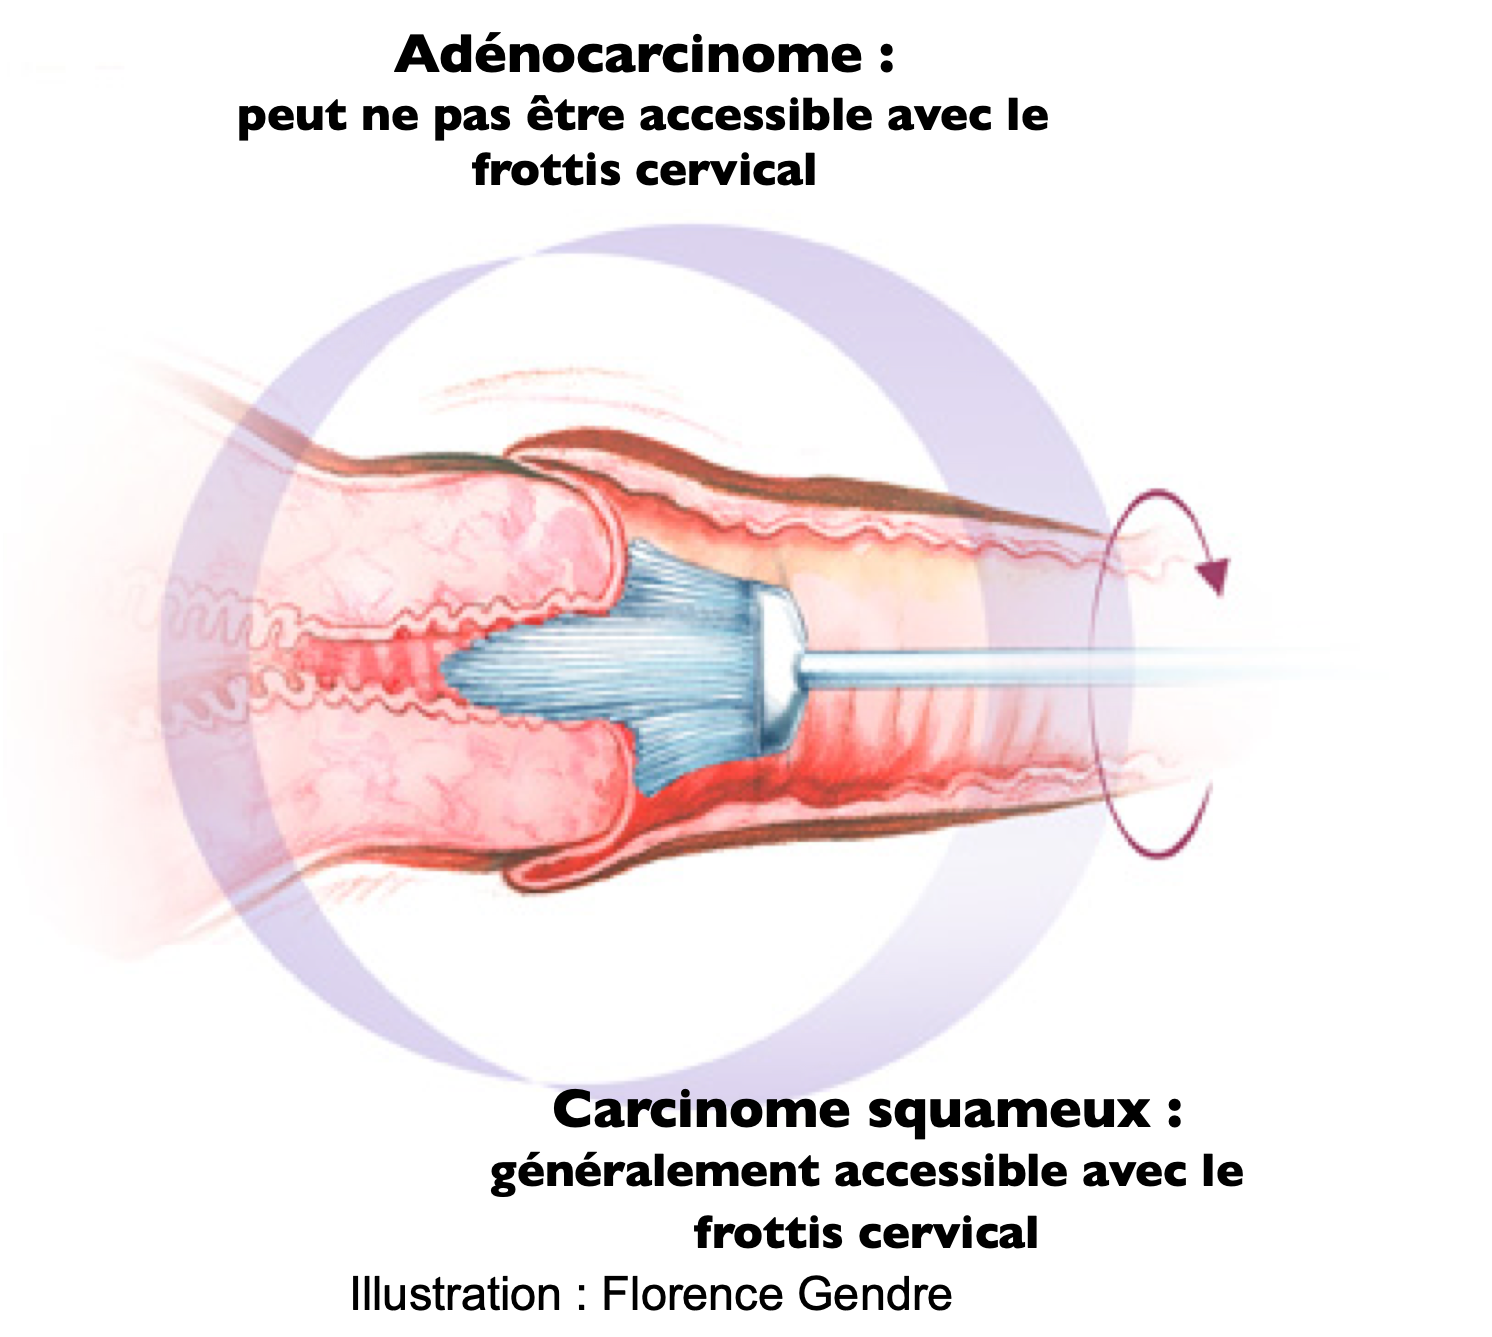 Adénocarcinome :
peut ne pas être accessible avec le
frottis cervical
Carcinome squameux :
généralement accessible avec le
frottis cervical
Illustration : Florence Gendre